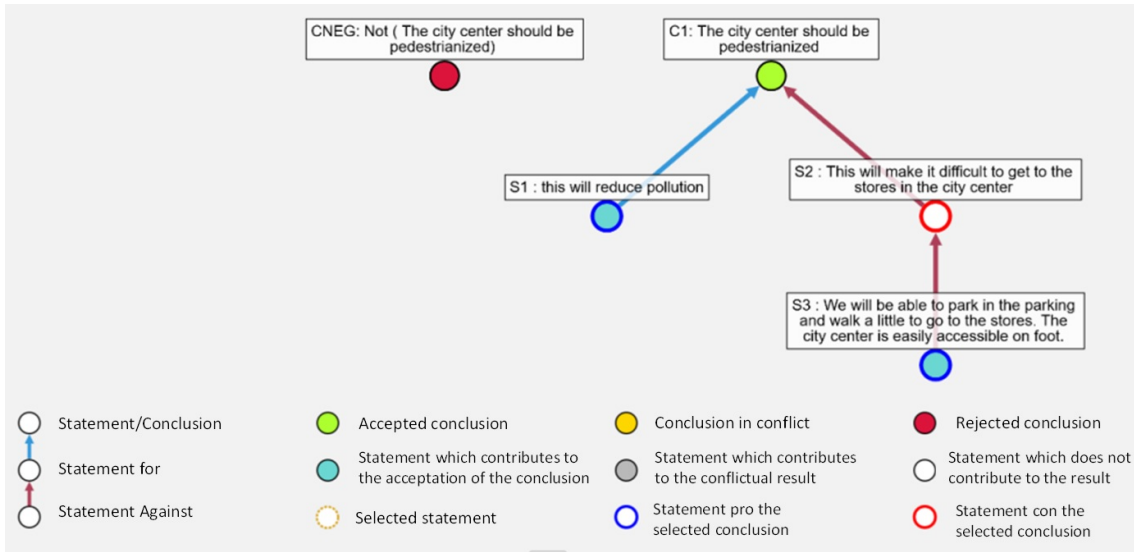 CNEG: Not ( The city center should be
pedestrianized)
C1: The city center should be
pedestrianized
S1 : this will reduce pollution
S2 : This will make it difficult to get to the
stores in the city center
S3 : We will be able to park in the parking
and walk a little to go to the stores. The
city center is easily accessible on foot.
Statement/Conclusion
Statement for
Statement Against
Accepted conclusion
Statement which contributes to
the acceptation of the conclusion
Selected statement
Conclusion in conflict
Statement which contributes
to the conflictual result
Statement pro the
selected conclusion
Rejected conclusion
Statement which does not
contribute to the result
Statement con the
selected conclusion